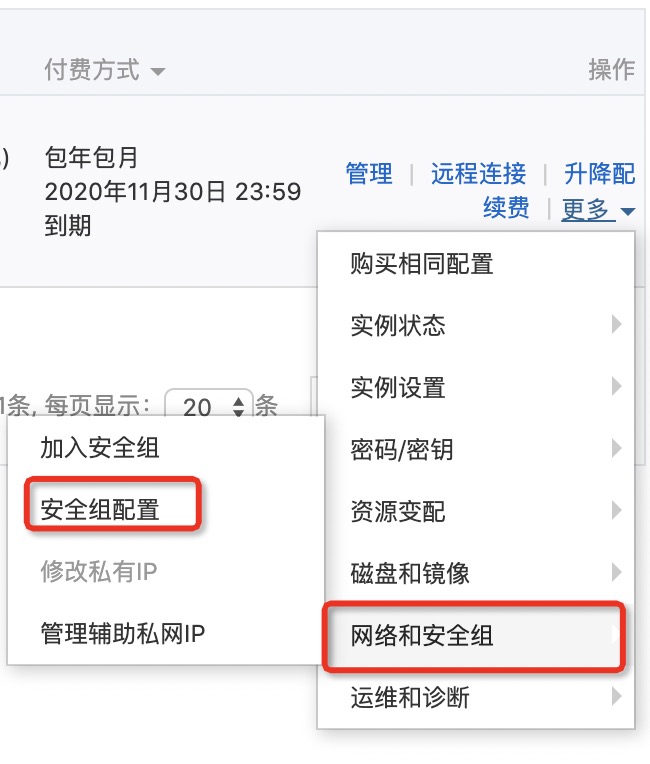 付费方式
操作
)
包年包月
2020年11月30日 23:59
到期
管理 | 远程连接 | 升降配
续费 | 更多
购买相同配置
实例状态
实例设置
密码/密钥
资源变配
磁盘和镜像
网络和安全组
运维和诊断
1条, 每页显示: 20 条
加入安全组
安全组配置
修改私有IP
管理辅助私网IP